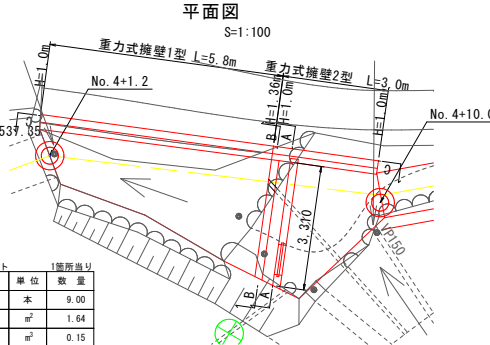 平面図
S=1:100
重力式擁壁1型 L=5.8m
重力式擁壁2型 L=3.0m
H=1.0m
H=1.36m
H=1.0m
H=1.0m
No.4+1.2
No.4+10.0
537.35
C
B
A
C
3.310
P150
B
A
ト 1箇所当り
単位 数量
本 9.00
m² 1.64
m³ 0.15